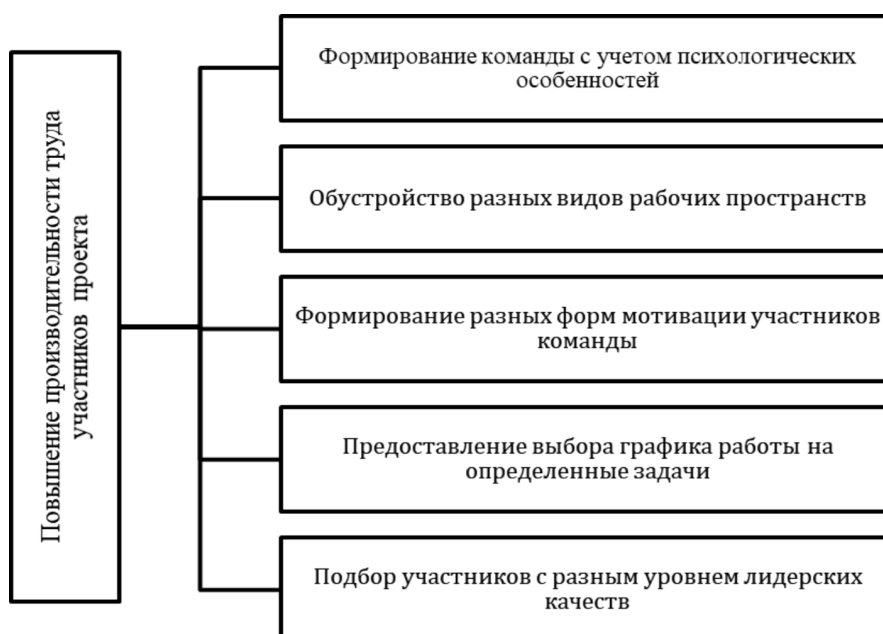 Повышение производительности труда
участников проекта
Формирование команды с учетом психологических
особенностей
Обустройство разных видов рабочих пространств
Формирование разных форм мотивации участников
команды
Предоставление выбора графика работы на
определенные задачи
Подбор участников с разным уровнем лидерских
качеств